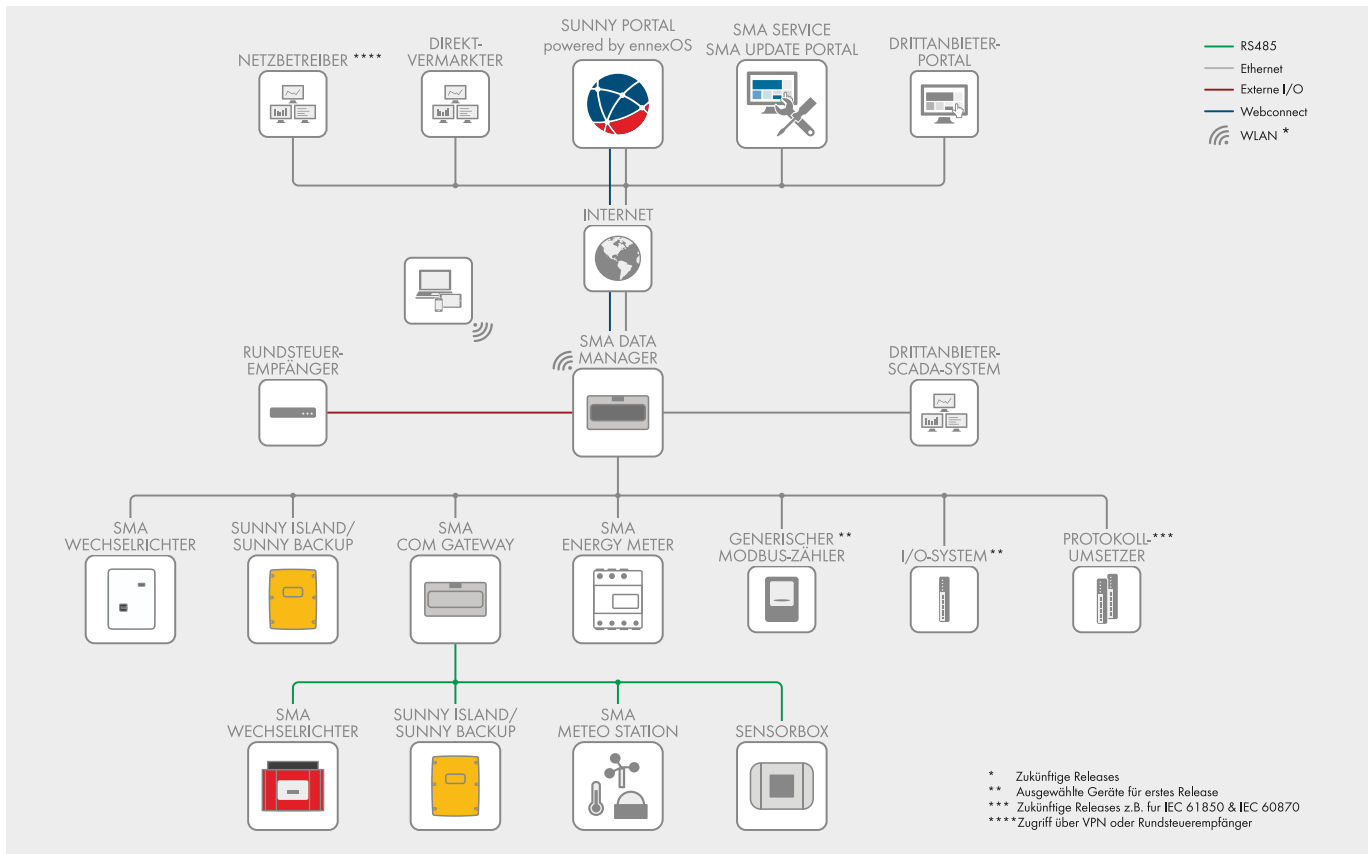 NETZBETREIBER ****
DIREKT-
VERMARKTER
SUNNY PORTAL
powered by ennexOS
SMA SERVICE
SMA UPDATE PORTAL
DRITTANBIETER-
PORTAL
RS485
Ethernet
Externe I/O
Webconnect
WLAN *
INTERNET
RUNDSTEUER-
EMPFÄNGER
SMA DATA
MANAGER
DRITTANBIETER-
SCADA-SYSTEM
SMA
WECHSELRICHTER
SUNNY ISLAND/
SUNNY BACKUP
SMA
COM GATEWAY
SMA
ENERGY METER
GENERISCHER **
MODBUS-ZÄHLER
I/O-SYSTEM **
PROTOKOLL-***
UMSETZER
SMA
WECHSELRICHTER
SUNNY ISLAND/
SUNNY BACKUP
SMA
METEO STATION
SENSORBOX
* Zukünftige Releases
** Ausgewählte Geräte für erstes Release
*** Zukünftige Releases z.B. fur IEC 61850 & IEC 60870
****Zugriff über VPN oder Rundsteuerempfänger